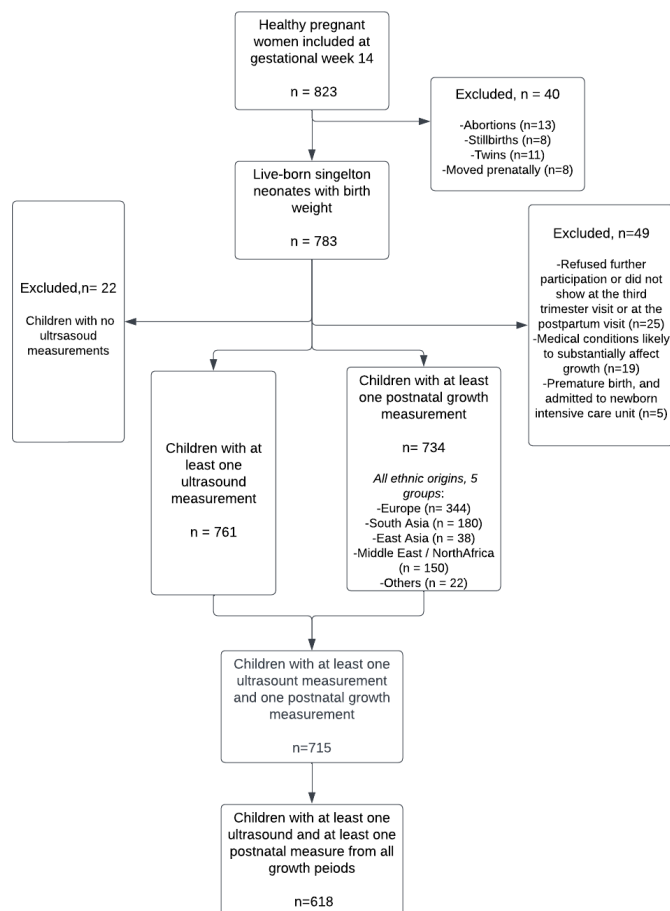 Healthy pregnant
women included at
gestational week 14
n = 823
Excluded, n = 40
-Abortions (n=13)
-Stillbirths (n=8)
-Twins (n=11)
-Moved prenatally (n=8)
Live-born singelton
neonates with birth
weight
n = 783
Excluded,n= 22
Children with no
ultrsasoud
measurements
Excluded, n=49
-Refused further
participation or did not
show at the third
trimester visit or at the
postpartum visit (n=25)
-Medical conditions likely
to substantially affect
growth (n=19)
-Premature birth, and
admitted to newborn
intensive care unit (n=5)
Children with at
least one
ultrasound
measurement
n = 761
Children with at least
one postnatal growth
measurement
n= 734
All ethnic origins, 5
groups:
-Europe (n= 344)
-South Asia (n = 180)
-East Asia (n = 38)
-Middle East / NorthAfrica
(n = 150)
-Others (n = 22)
Children with at least one
ultrasount measurement
and one postnatal growth
measurement
n=715
Children with at least one
ultrasound and at least one
postnatal measure from all
growth peiods
n=618